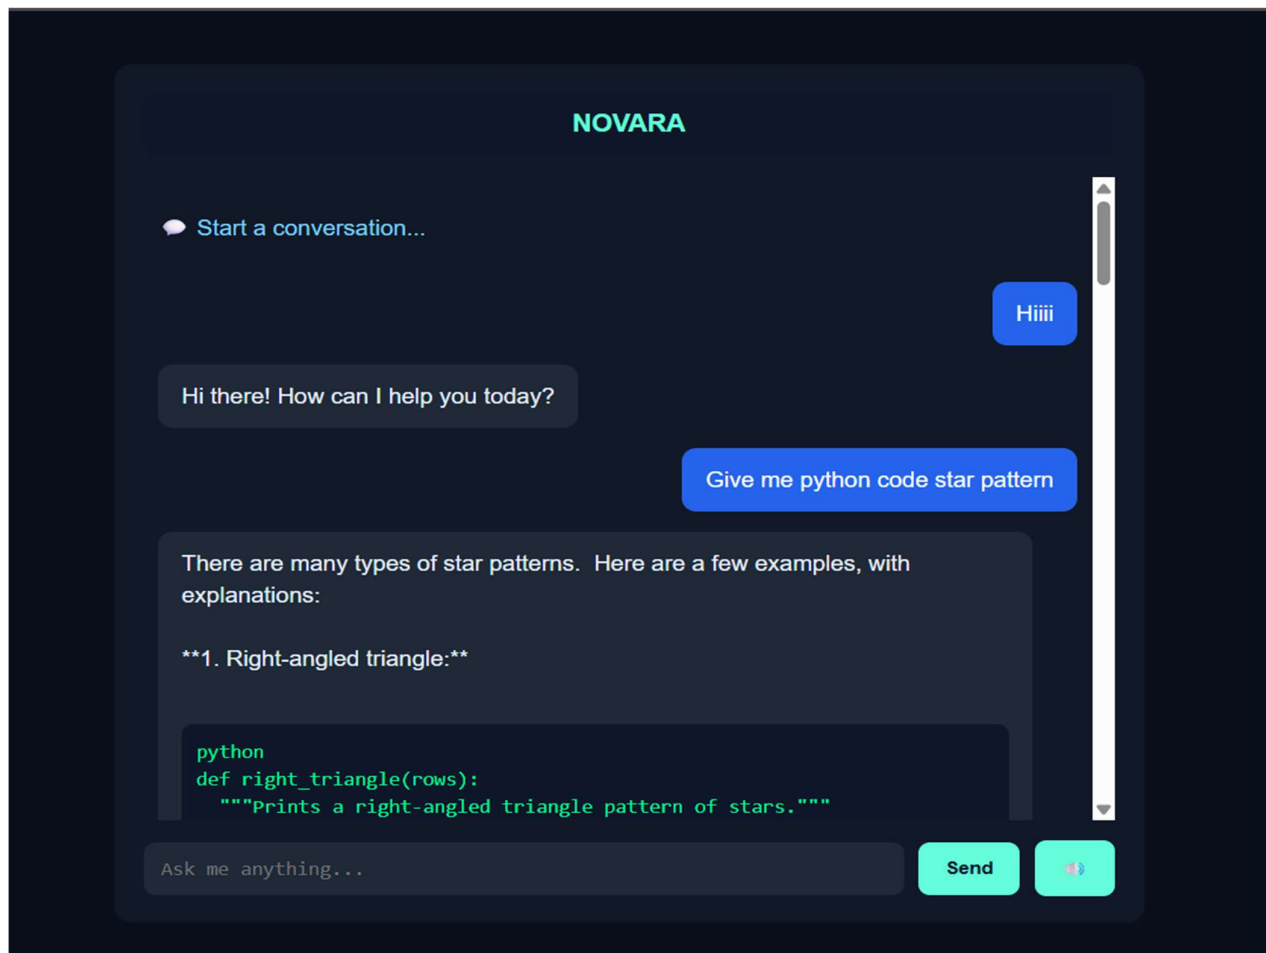 NOVARA
Start a conversation...
Hiiii
Hi there! How can I help you today?
Give me python code star pattern
There are many types of star patterns.  Here are a few examples, with
explanations:
**1. Right-angled triangle:**
python
def right_triangle(rows):
  """Prints a right-angled triangle pattern of stars."""
Ask me anything...
Send